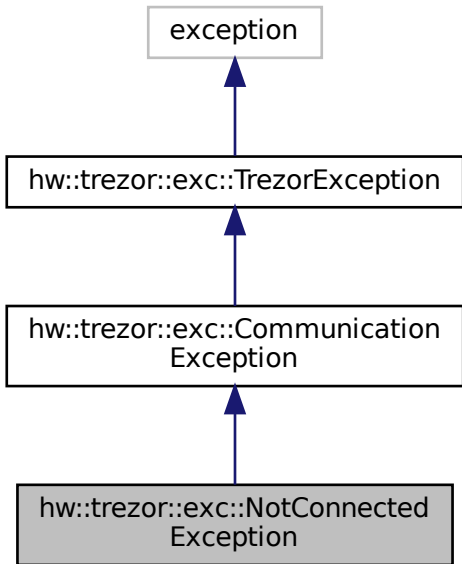 exception
hw::trezor::exc::TrezorException
hw::trezor::exc::Communication
Exception
hw::trezor::exc::NotConnected
Exception